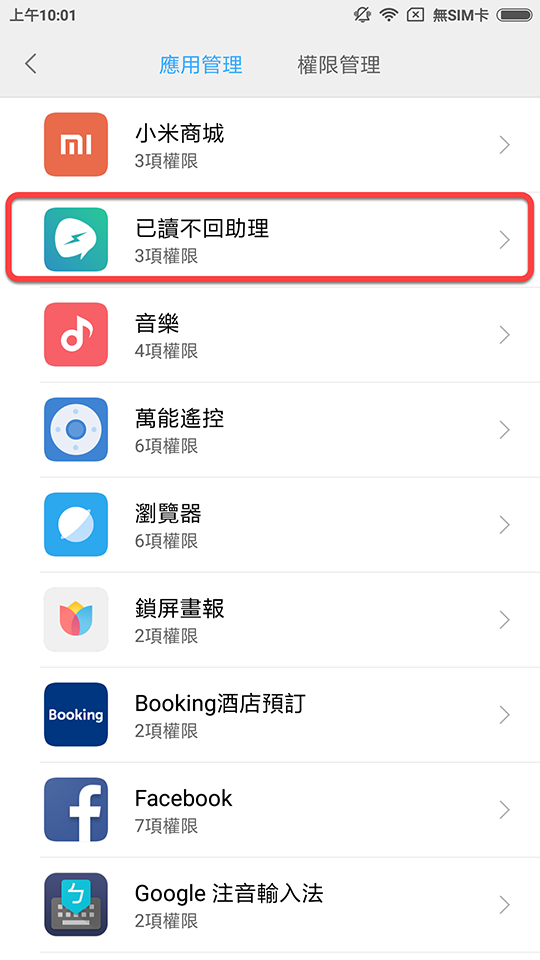 上午10:01 無SIM卡
應用管理 權限管理
小米商城
3項權限
已讀不回助理
3項權限
音樂
4項權限
萬能遙控
6項權限
瀏覽器
6項權限
鎖屏畫報
2項權限
Booking
Booking酒店預訂
2項權限
Facebook
7項權限
ㄅ
Google 注音輸入法
2項權限